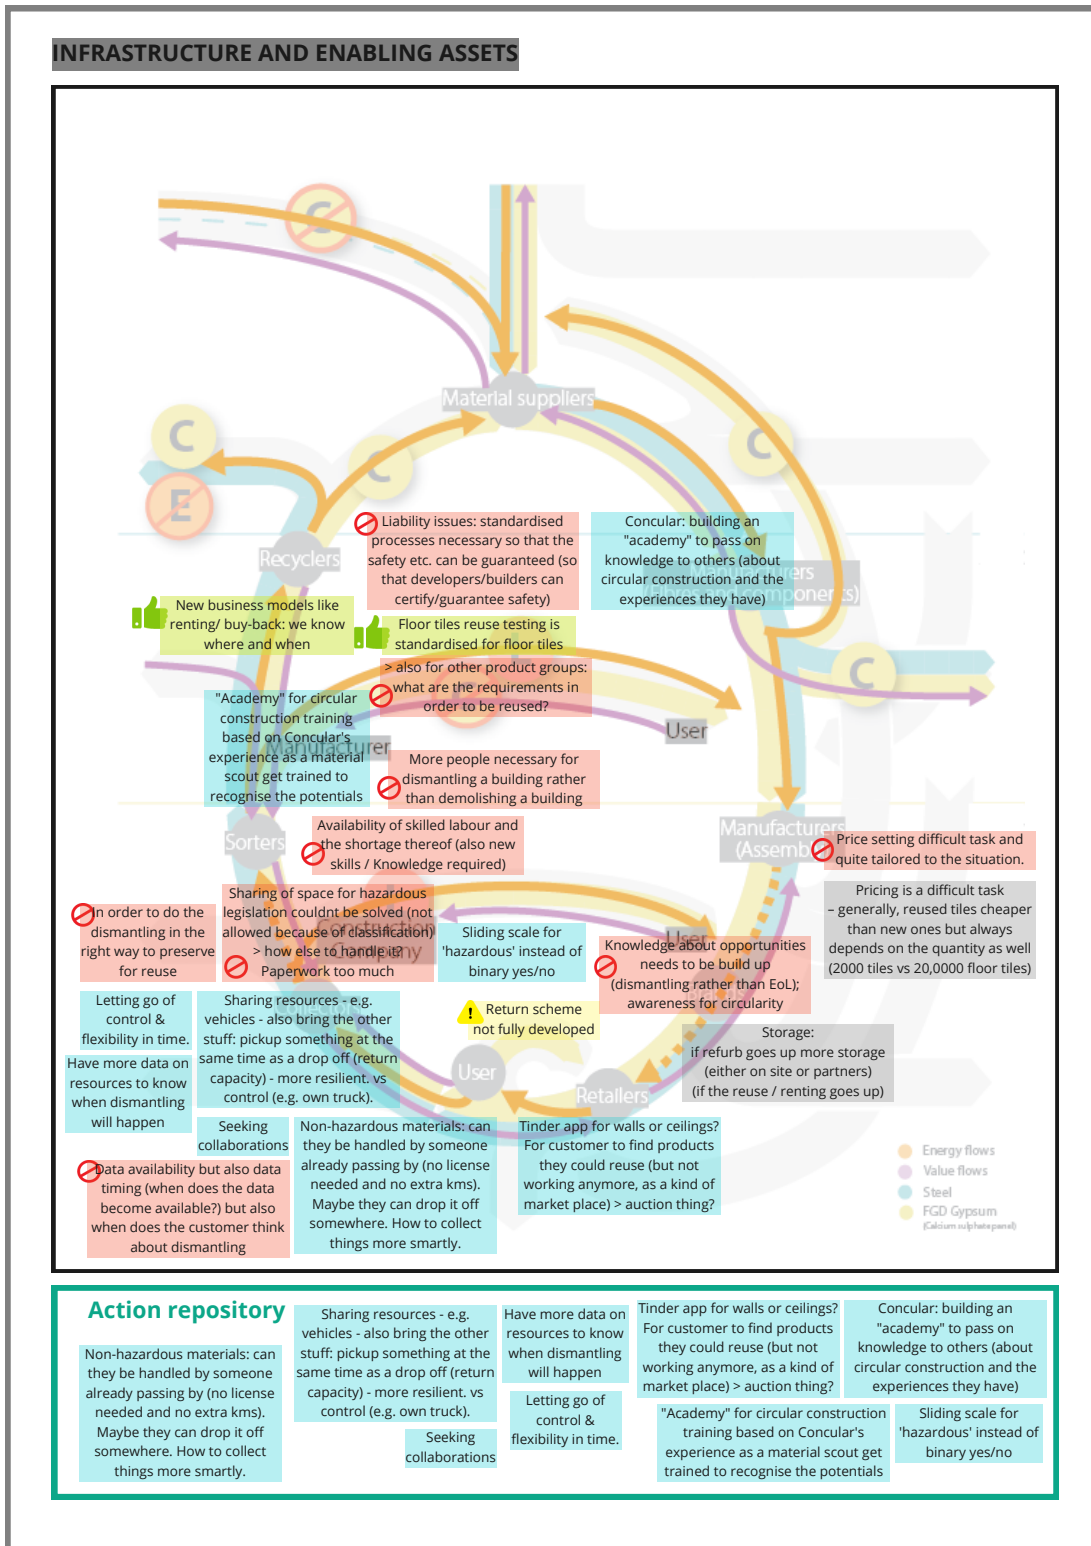 INFRASTRUCTURE AND ENABLING ASSETS
C
Material suppliers
C
C
C
E
Recyclers
Liability issues: standardised
processes necessary so that the
safety etc. can be guaranteed (so
that developers/builders can
certify/guarantee safety)
Concular: building an
"academy" to pass on
knowledge to others (about
circular construction and the
experiences they have)
Manufacturers
(Fibres and components)
New business models like
renting/ buy-back: we know
where and when
Floor tiles reuse testing is
standardised for floor tiles
> also for other product groups:
what are the requirements in
order to be reused?
C
C
"Academy" for circular
construction training
based on Concular's
experience as a material
scout get trained to
recognise the potentials
Manufacturer
User
More people necessary for
dismantling a building rather
than demolishing a building
Sorters
Availability of skilled labour and
the shortage thereof (also new
skills / Knowledge required)
Manufacturers
(Assembl
Price setting difficult task and
quite tailored to the situation.
Pricing is a difficult task
– generally, reused tiles cheaper
than new ones but always
depends on the quantity as well
(2000 tiles vs 20,0000 floor tiles)
In order to do the
dismantling in the
right way to preserve
for reuse
Sharing of space for hazardous
legislation couldnt be solved (not
allowed because of classification)
> how else to handle it?
Paperwork too much
Construction
Company
Sliding scale for
'hazardous' instead of
binary yes/no
User
Knowledge about opportunities
needs to be build up
(dismantling rather than EoL);
awareness for circularity
Letting go of
control &
flexibility in time.
Sharing resources - e.g.
vehicles - also bring the other
stuff: pickup something at the
same time as a drop off (return
capacity) - more resilient. vs
control (e.g. own truck).
Collectors
Return scheme
not fully developed
Storage:
if refurb goes up more storage
(either on site or partners)
(if the reuse / renting goes up)
Have more data on
resources to know
when dismantling
will happen
User
Retailers
Seeking
collaborations
Non-hazardous materials: can
they be handled by someone
already passing by (no license
needed and no extra kms).
Maybe they can drop it off
somewhere. How to collect
things more smartly.
Tinder app for walls or ceilings?
For customer to find products
they could reuse (but not
working anymore, as a kind of
market place) > auction thing?
Data availability but also data
timing (when does the data
become available?) but also
when does the customer think
about dismantling
Energy flows
Value flows
Steel
FGD Gypsum
(Calcium sulphate panel)
Action repository
Non-hazardous materials: can
they be handled by someone
already passing by (no license
needed and no extra kms).
Maybe they can drop it off
somewhere. How to collect
things more smartly.
Sharing resources - e.g.
vehicles - also bring the other
stuff: pickup something at the
same time as a drop off (return
capacity) - more resilient. vs
control (e.g. own truck).
Seeking
collaborations
Have more data on
resources to know
when dismantling
will happen
Letting go of
control &
flexibility in time.
Tinder app for walls or ceilings?
For customer to find products
they could reuse (but not
working anymore, as a kind of
market place) > auction thing?
Concular: building an
"academy" to pass on
knowledge to others (about
circular construction and the
experiences they have)
"Academy" for circular construction
training based on Concular's
experience as a material scout get
trained to recognise the potentials
Sliding scale for
'hazardous' instead of
binary yes/no